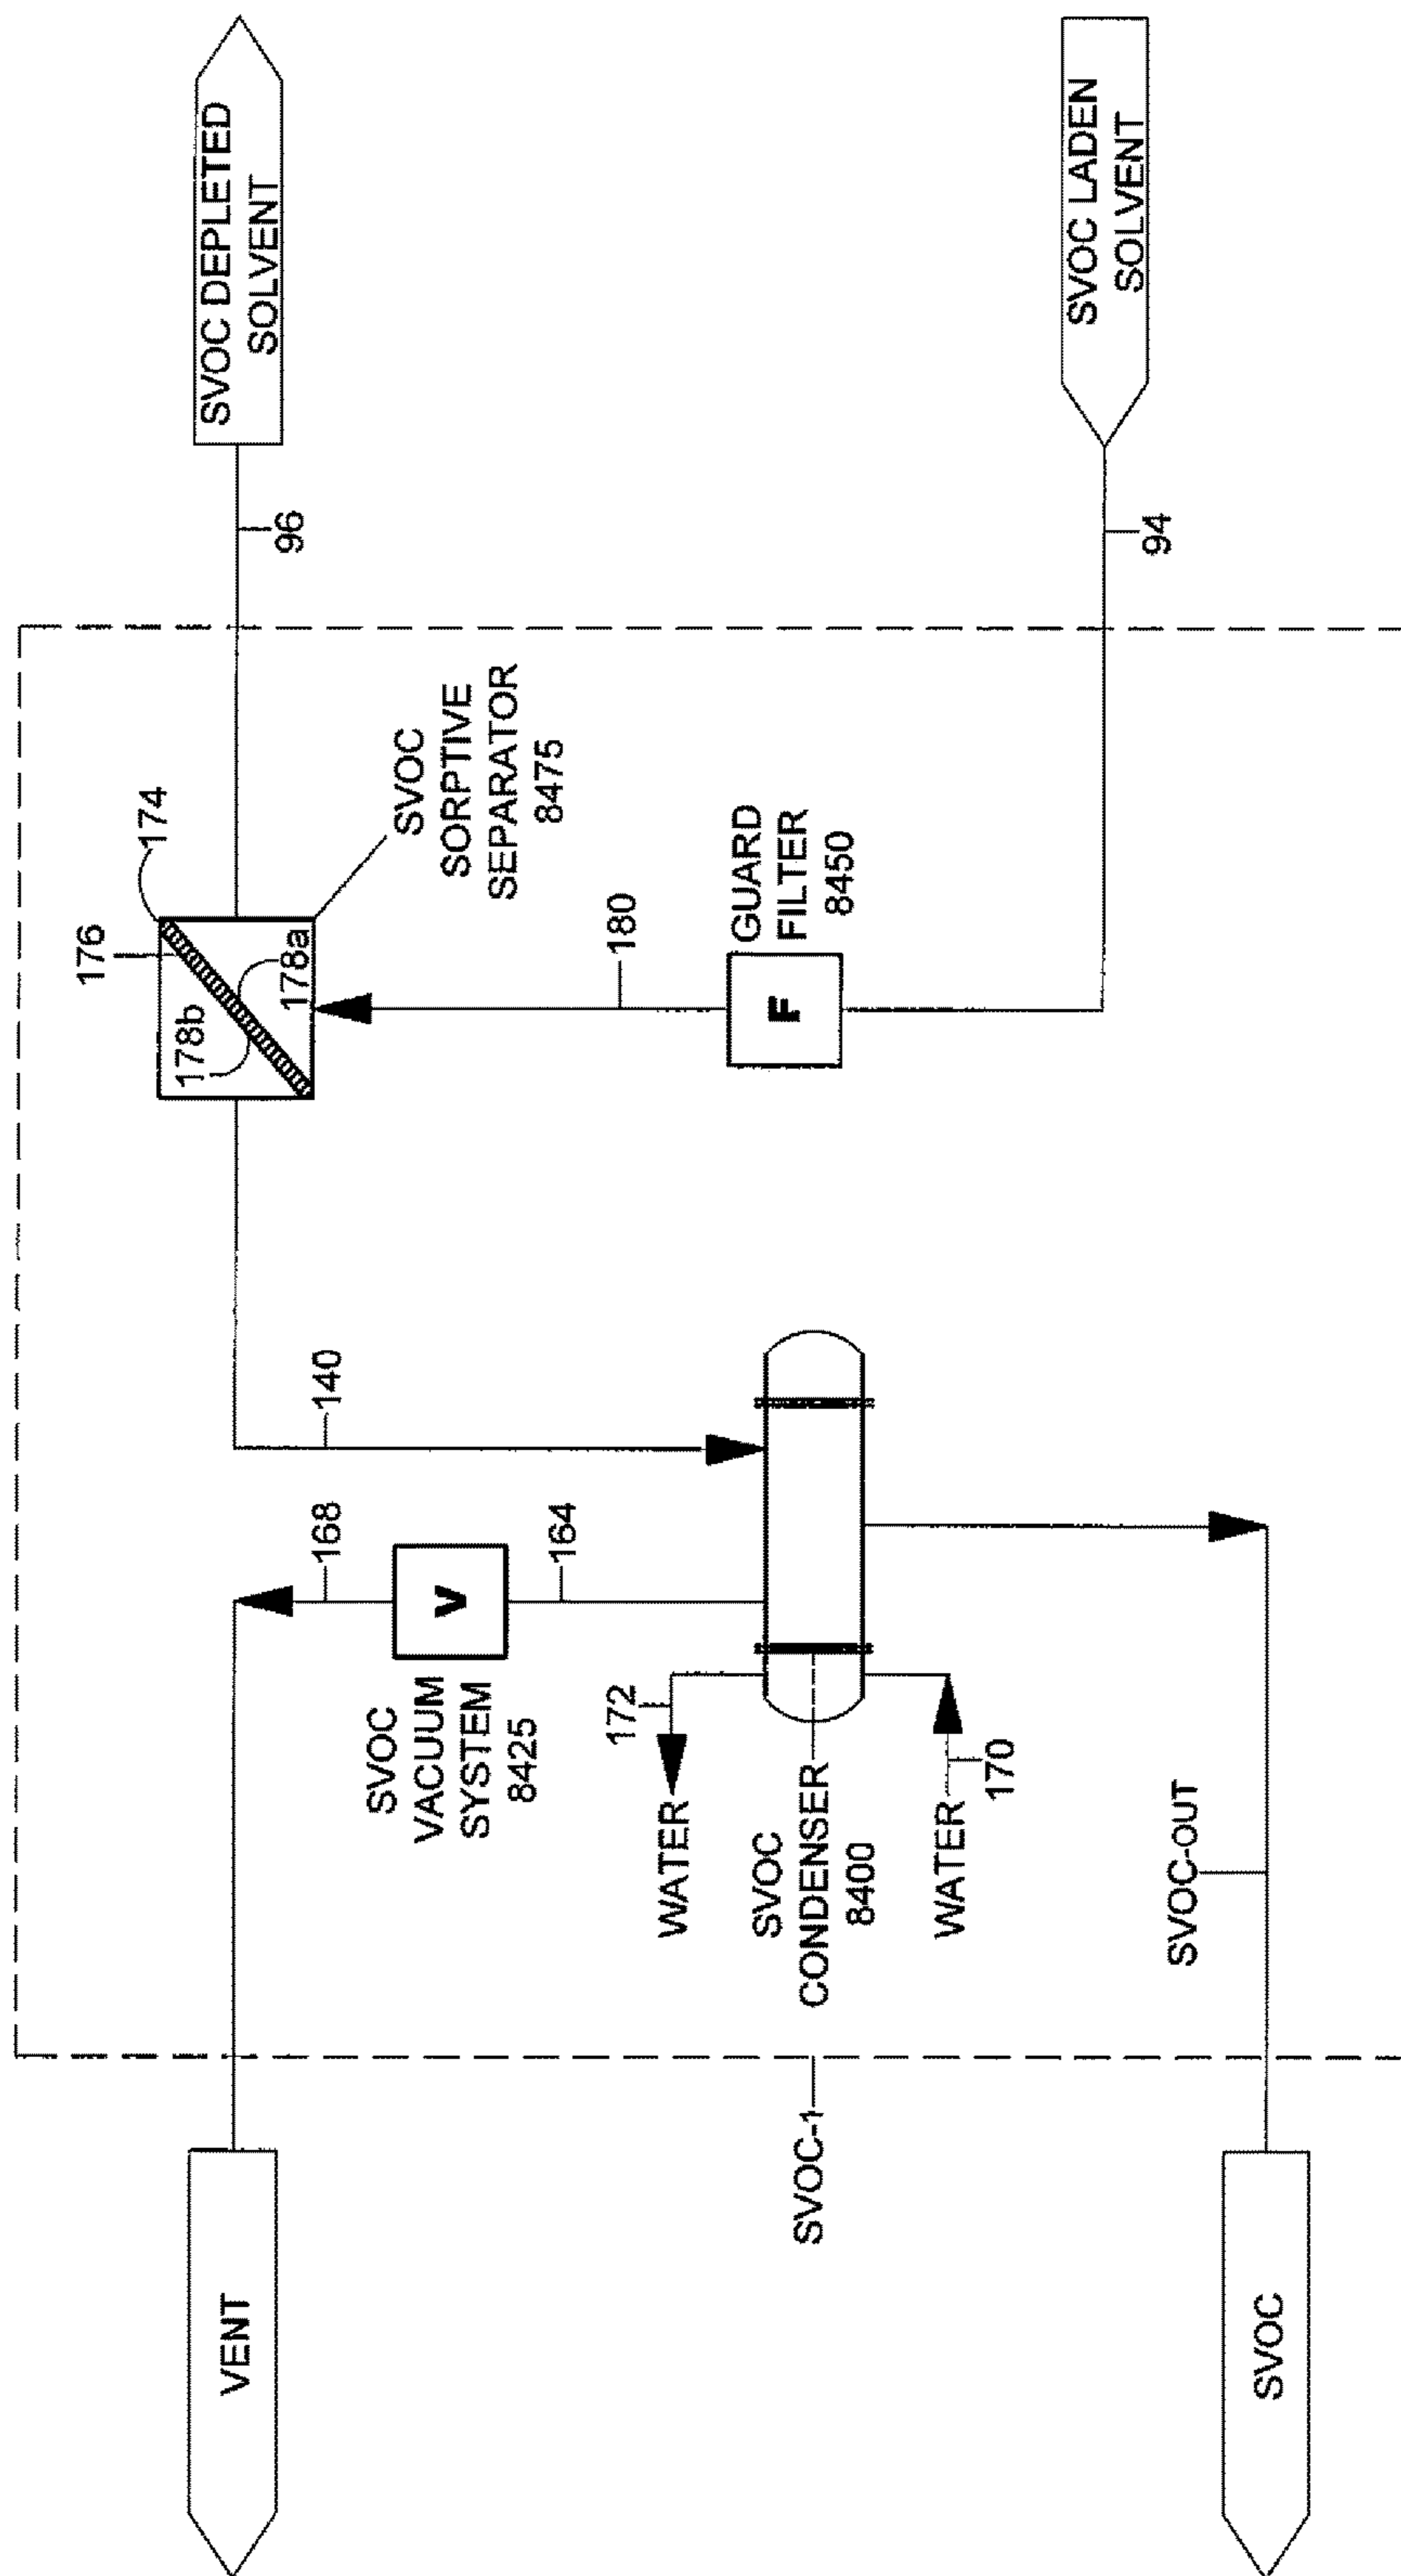 VENT
SVOC DEPLETED
SOLVENT
96
174
176
178b
178a
SVOC
SORPTIVE
SEPARATOR
8475
168
140
V
SVOC
VACUUM
SYSTEM
8425
164
180
172
WATER
GUARD
FILTER
8450
F
SVOC-1
SVOC
CONDENSER
8400
WATER
170
SVOC LADEN
SOLVENT
94
SVOC-OUT
SVOC